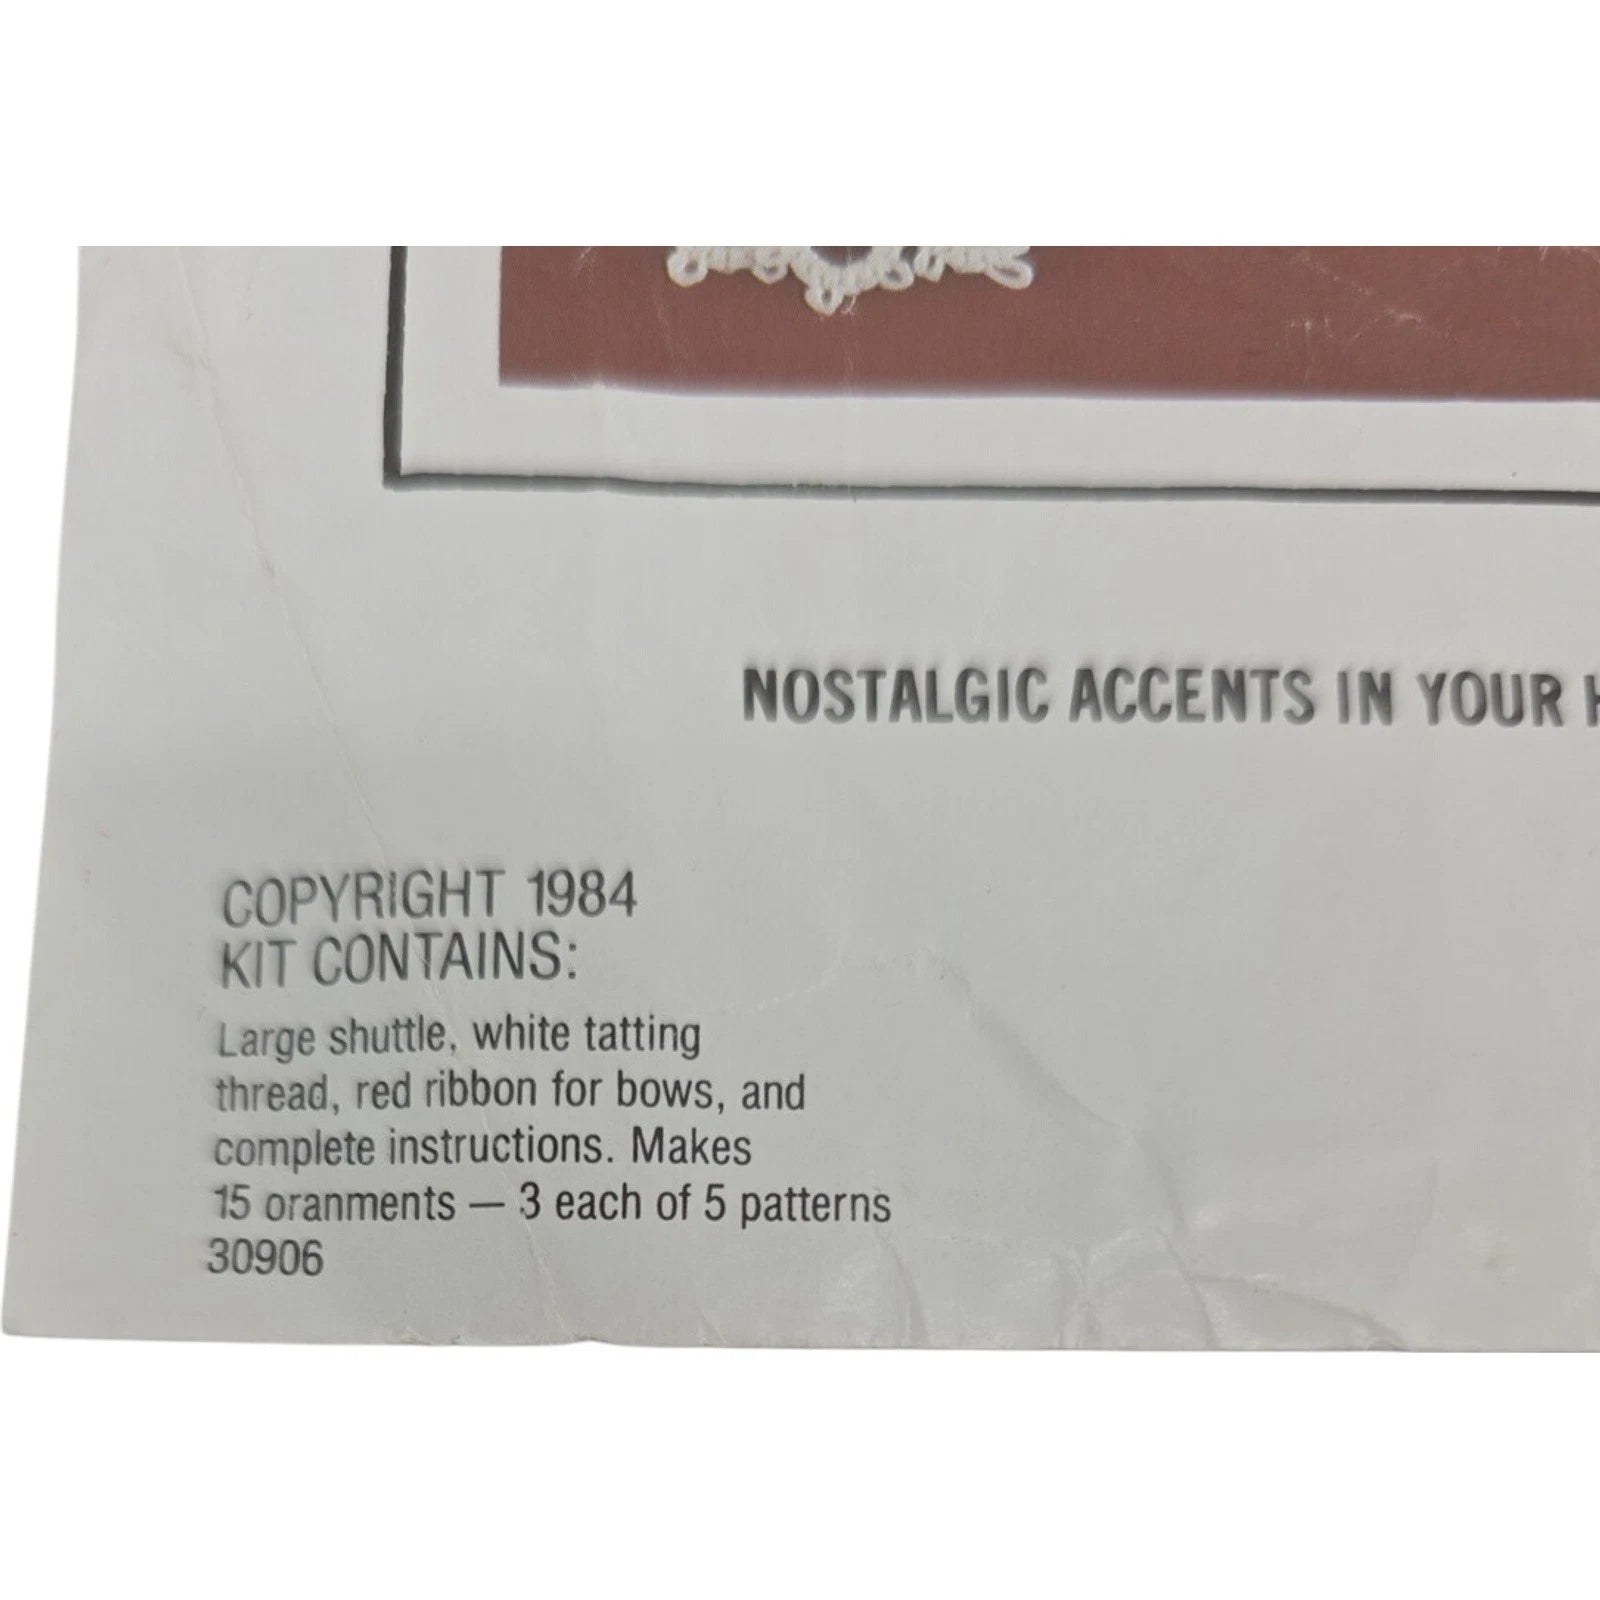 NOSTALGIC ACCENTS IN YOUR
COPYRIGHT 1984
KIT CONTAINS:
Large shuttle, white tatting
thread, red ribbon for bows, and
complete instructions. Makes
15 oranments — 3 each of 5 patterns
30906